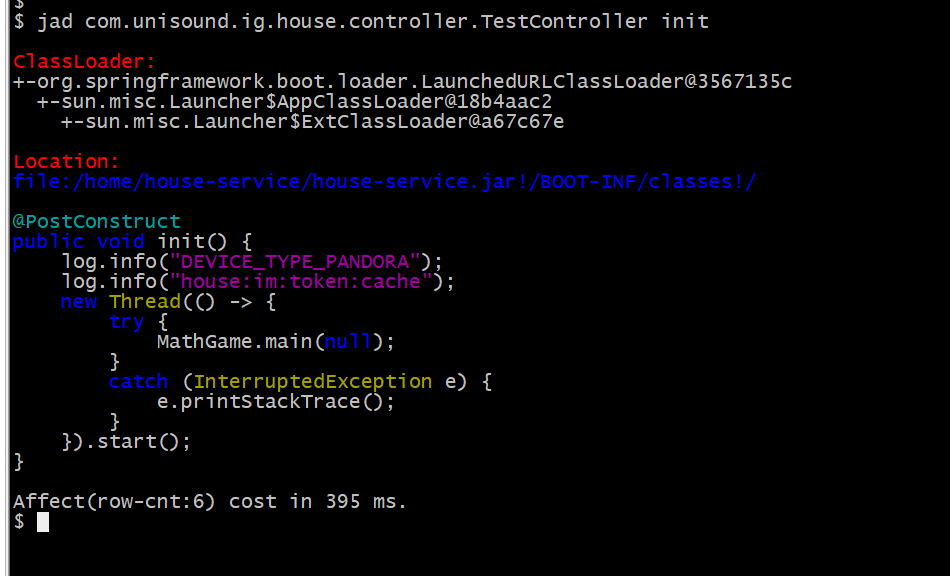 $
$ jad com.unisound.ig.house.controller.TestController init
ClassLoader:
+-org.springframework.boot.loader.LaunchedURLClassLoader@3567135c
  +-sun.misc.Launcher$AppClassLoader@18b4aac2
    +-sun.misc.Launcher$ExtClassLoader@a67c67e
Location:
file:/home/house-service/house-service.jar!/BOOT-INF/classes!/
@PostConstruct
public void init() {
    log.info("DEVICE_TYPE_PANDORA");
    log.info("house:im:token:cache");
    new Thread(() -> {
        try {
            MathGame.main(null);
        }
        catch (InterruptedException e) {
            e.printStackTrace();
        }
    }).start();
}
Affect(row-cnt:6) cost in 395 ms.
$